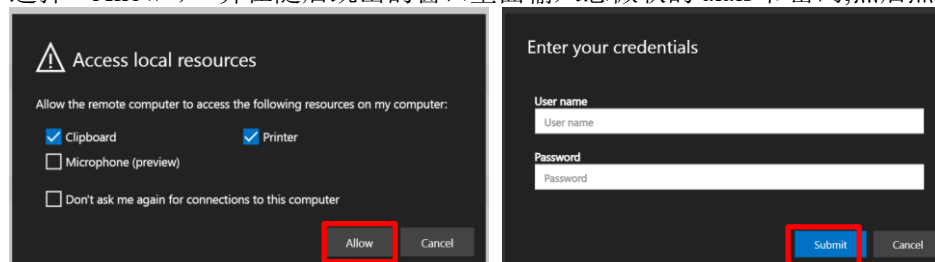 Access local resources
Allow the remote computer to access the following resources on my computer:
Clipboard
Printer
Microphone (preview)
Don't ask me again for connections to this computer
Allow
Cancel
Enter your credentials
User name
User name
Password
Password
Submit
Cancel